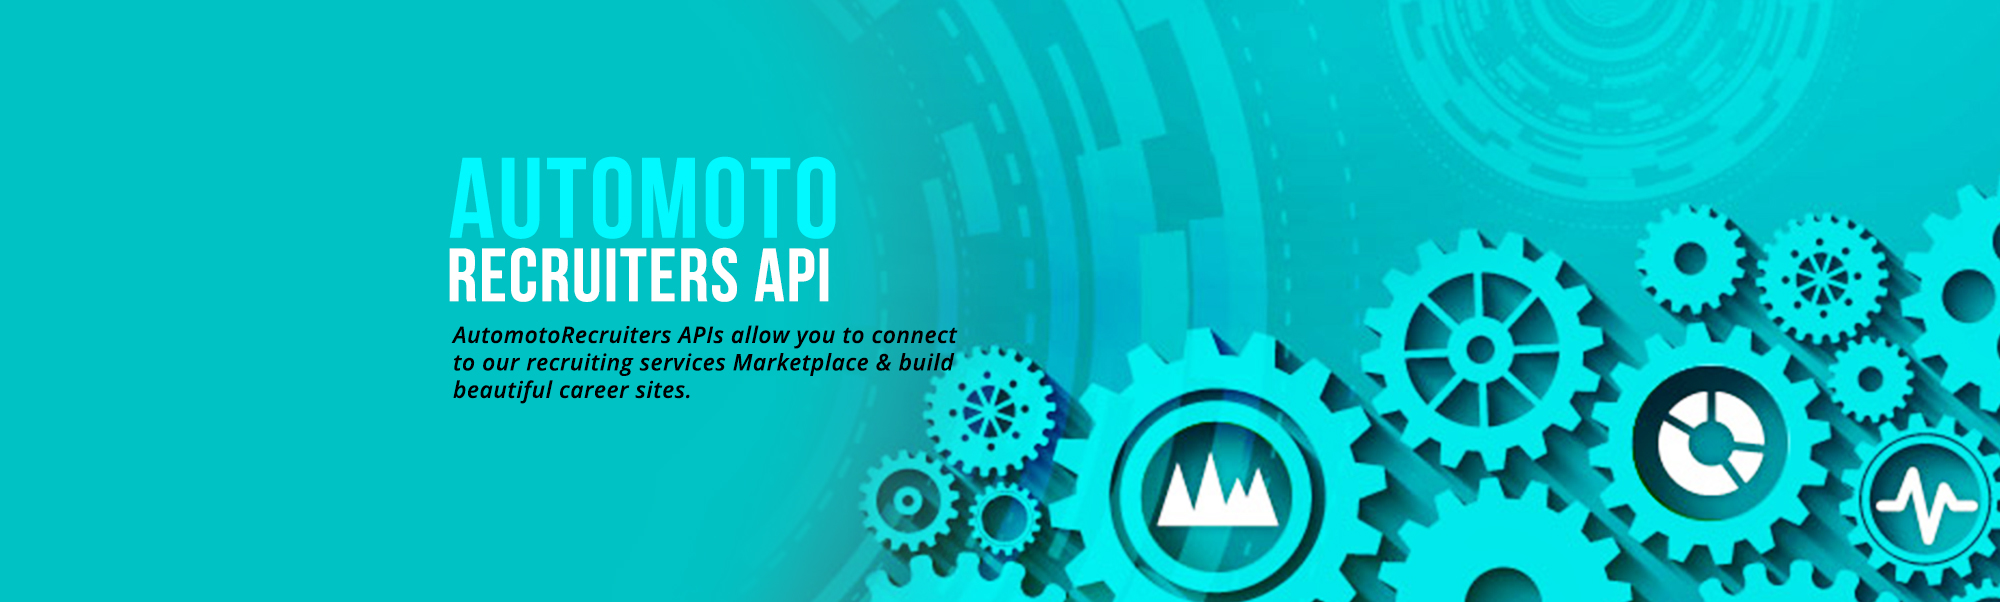 AUTOMOTO
RECRUITERS API
AutomotoRecruiters APIs allow you to connect
to our recruiting services Marketplace & build
beautiful career sites.